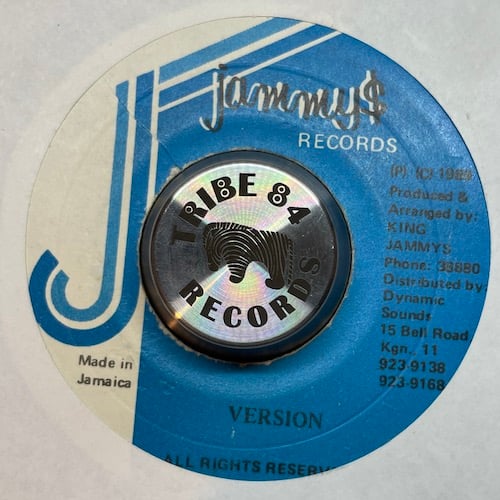 jammy$
RECORDS
(P) (C) 1989
Produced &
Arranged by:
KING
JAMMYS
Phone: 33880
Distributed by:
Dynamic
Sounds
15 Bell Road
Kgn., 11
923-9138
923-9168
TRIBE 84
RECORDS
Made in
Jamaica
VERSION
ALL RIGHTS RESERV